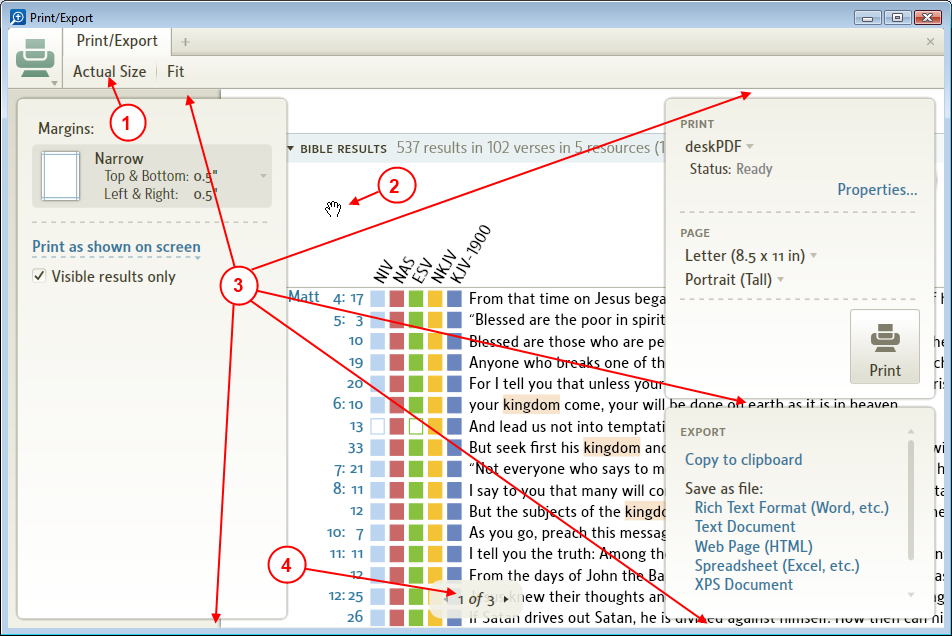 Print/Export
Print/Export
Actual Size Fit
1
Margins:
Narrow
Top & Bottom: 0.5"
Left & Right: 0.5"
Print as shown on screen
Visible results only
2
3
4
BIBLE RESULTS 537 results in 102 verses in 5 resources (1
NIV
NAS
ESV
NKJV
KJV-1900
Matt 4: 17 From that time on Jesus bega
5: 3 “Blessed are the poor in spirit
10 Blessed are those who are pe
19 Anyone who breaks one of th
20 For I tell you that unless your
6: 10 your kingdom come, your will be done on earth as it is in heaven
13 And lead us not into temptati
33 But seek first his kingdom and
7: 21 “Not everyone who says to m
8: 11 I say to you that many will co
12 But the subjects of the kingdo
10: 7 As you go, preach this messag
11: 11 I tell you the truth: Among the
12 From the days of John the Ba
12: 25 knew their thoughts an
26 If Satan drives out Satan, he is divided against himself. How then can hi
1 of 3
PRINT
deskPDF
Status: Ready
Properties...
PAGE
Letter (8.5 x 11 in)
Portrait (Tall)
Print
EXPORT
Copy to clipboard
Save as file:
Rich Text Format (Word, etc.)
Text Document
Web Page (HTML)
Spreadsheet (Excel, etc.)
XPS Document